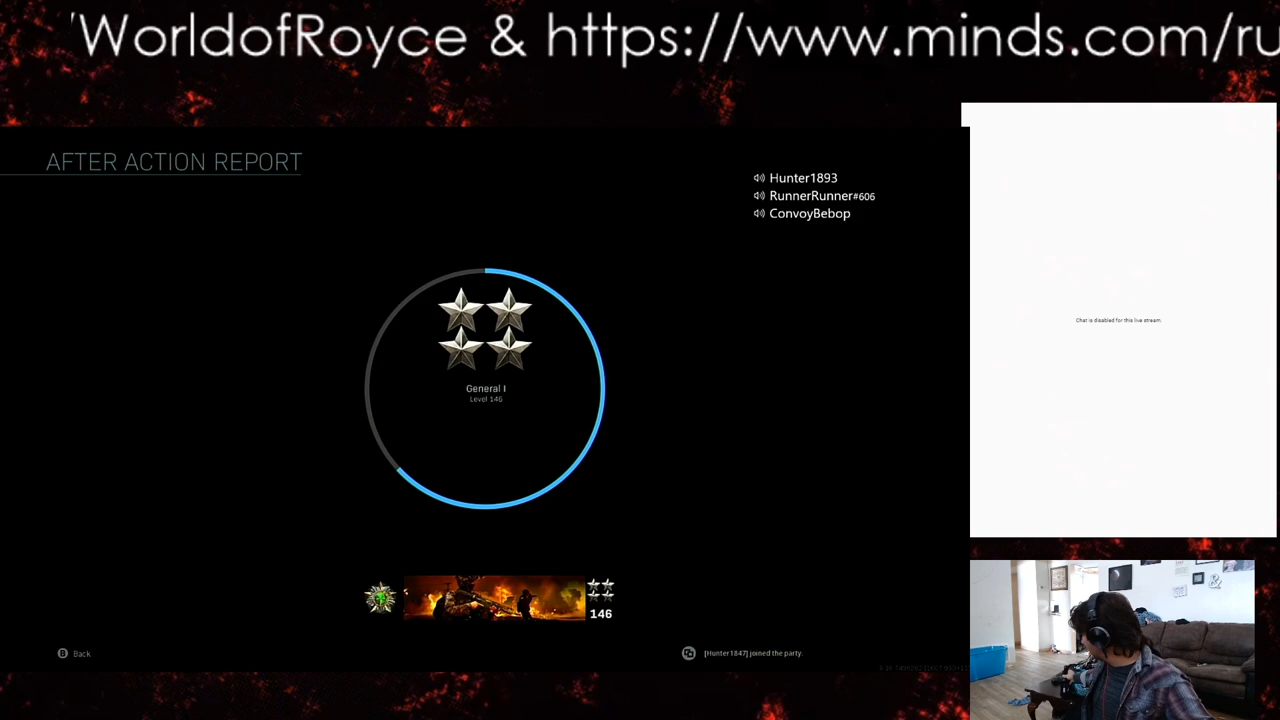 WorldofRoyce & https://www.minds.com/ru
AFTER ACTION REPORT
Hunter1893
RunnerRunner#606
ConvoyBebop
Chat is disabled for this live stream.
General I
Level 146
146
B Back
[Hunter1847] joined the party.
&